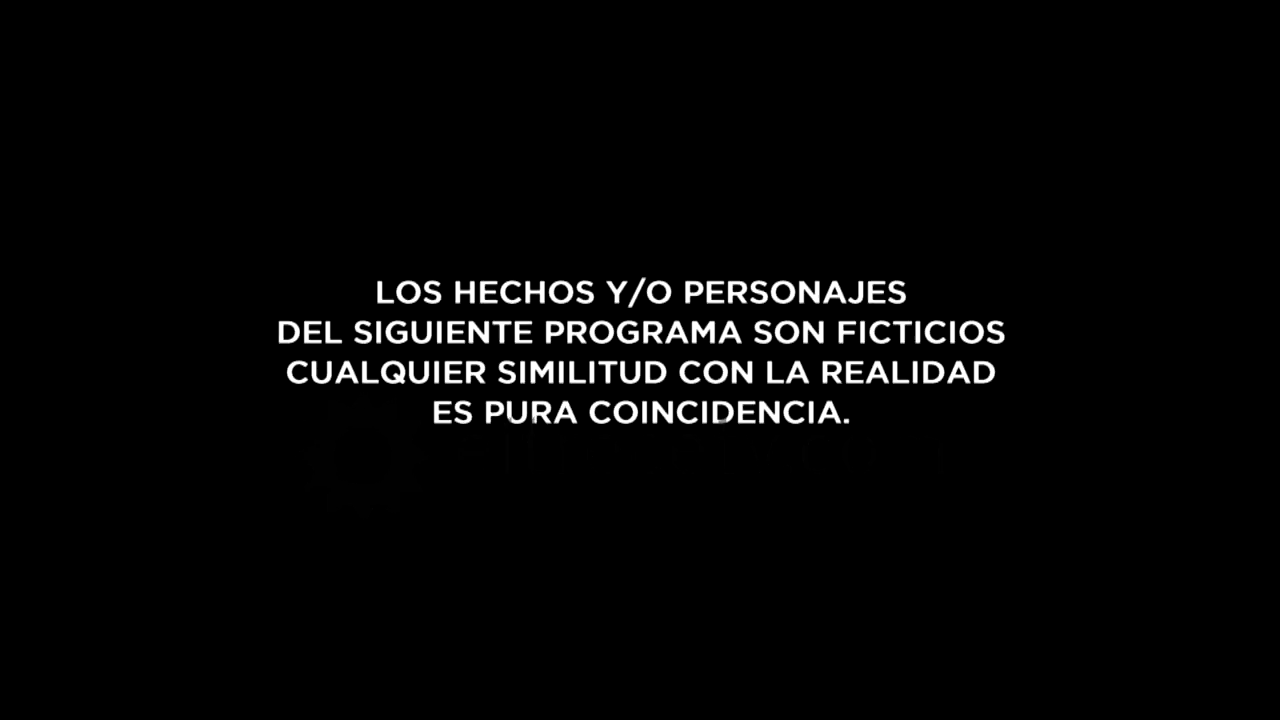 LOS HECHOS Y/O PERSONAJES
DEL SIGUIENTE PROGRAMA SON FICTICIOS
CUALQUIER SIMILITUD CON LA REALIDAD
ES PURA COINCIDENCIA.